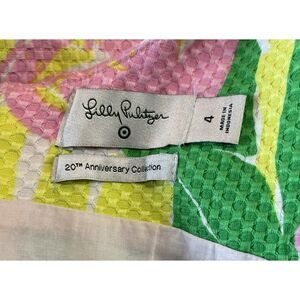 Lilly Pulitzer
4
MADE IN
INDONESIA
20TH Anniversary Collection